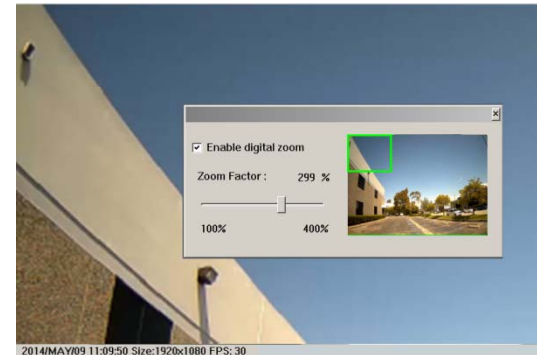 Enable digital zoom
Zoom Factor : 299 %
100% 400%
2014/MAY/09 11:09:50 Size:1920x1080 FPS: 30